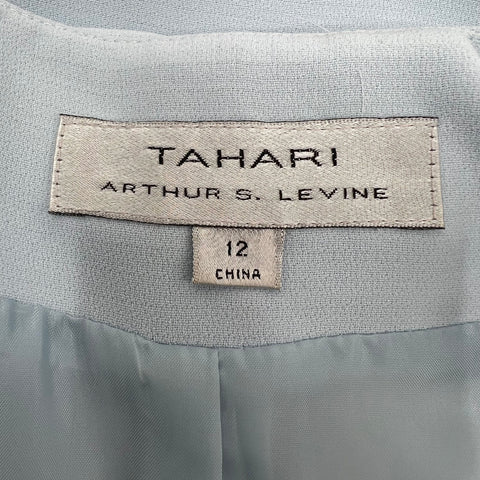 TAHARI
ARTHUR S. LEVINE
12
CHINA